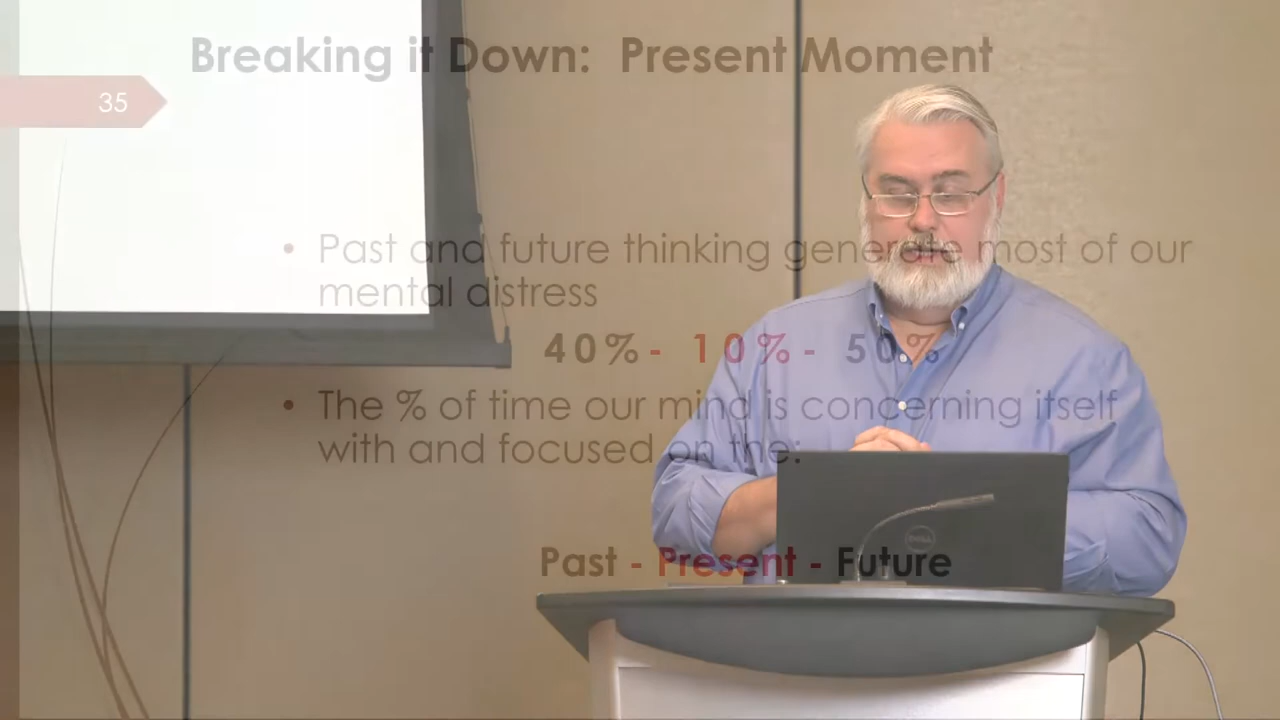 Breaking it Down: Present Moment
35
• Past and future thinking generate most of our
mental distress
40% - 10% - 50%
• The % of time our mind is concerning itself
with and focused on the:
Past - Present - Future
DELL